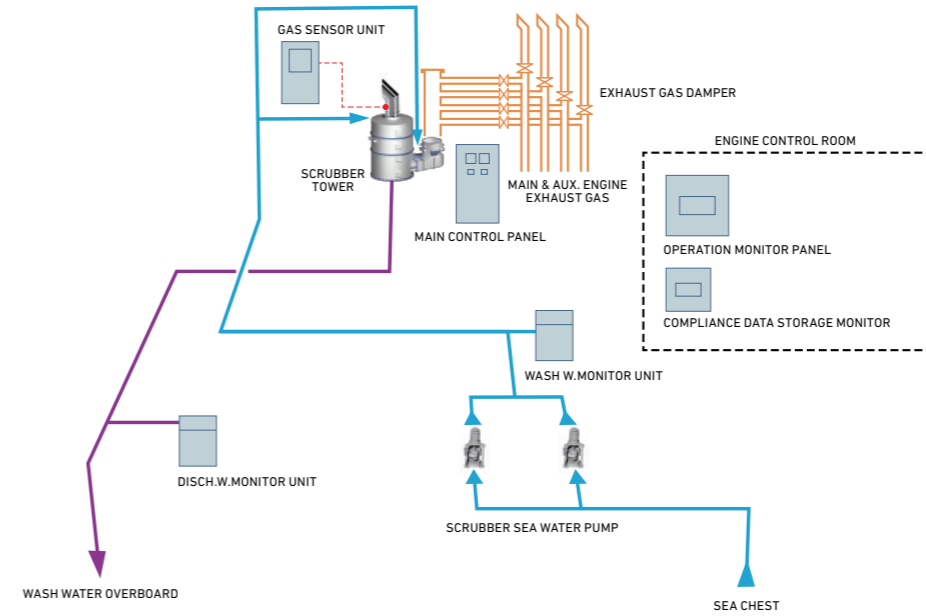 GAS SENSOR UNIT
EXHAUST GAS DAMPER
ENGINE CONTROL ROOM
SCRUBBER
TOWER
MAIN & AUX. ENGINE
EXHAUST GAS
MAIN CONTROL PANEL
OPERATION MONITOR PANEL
COMPLIANCE DATA STORAGE MONITOR
WASH W.MONITOR UNIT
DISCH.W.MONITOR UNIT
SCRUBBER SEA WATER PUMP
WASH WATER OVERBOARD
SEA CHEST